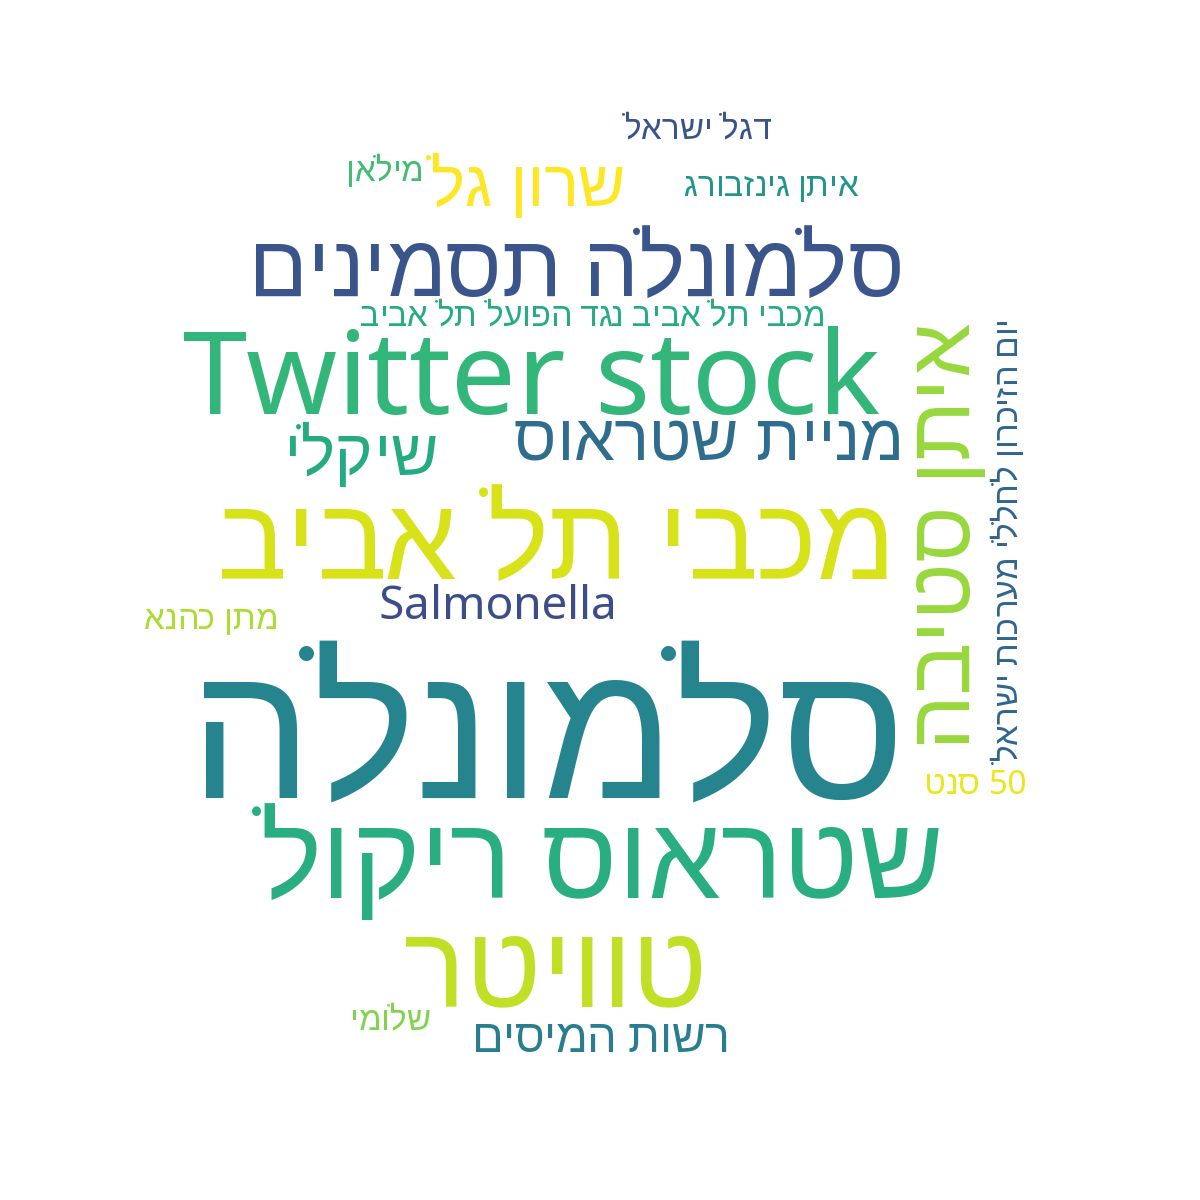 דגל ישראל
מילאן
שרון גל
איתן גינזבורג
סלמונלה תסמינים
מכבי תל אביב נגד הפועל תל אביב
Twitter stock
מניית שטראוס
שיקלי
איתן סטיבה
יום הזיכרון לחללי מערכות ישראל
מכבי תל אביב
Salmonella
מתן כהנא
סלמונלה
50 סנט
שטראוס ריקול
טוויטר
שלומי
רשות המיסים